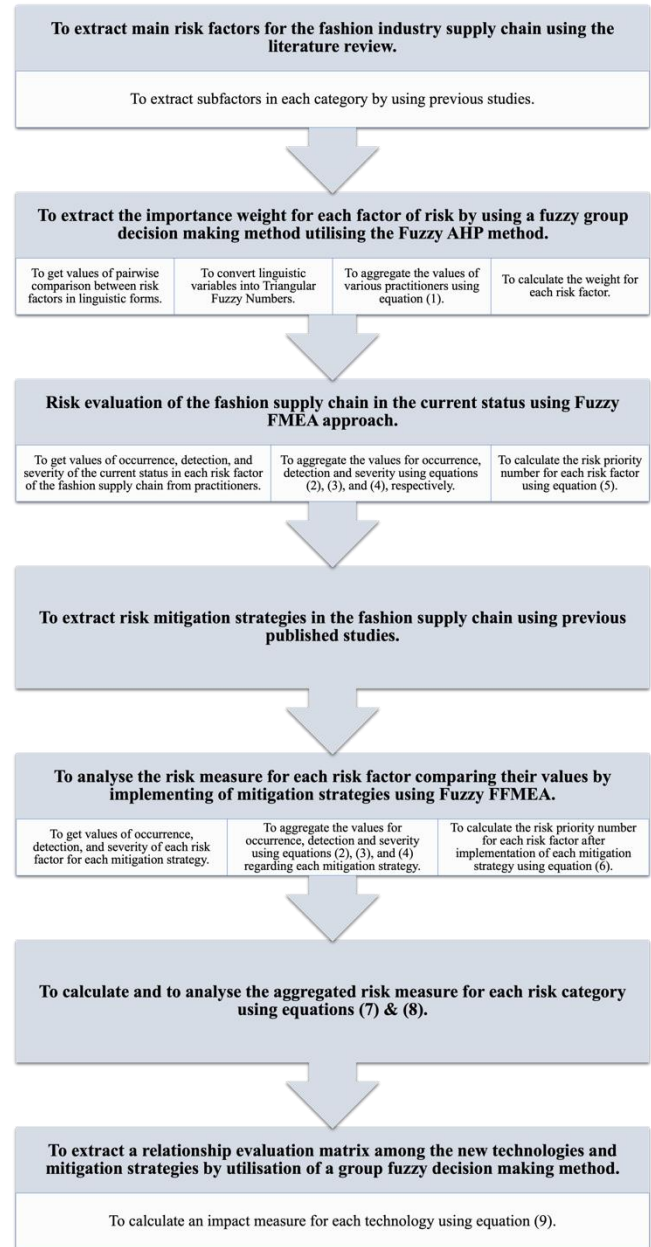 To extract main risk factors for the fashion industry supply chain using the
literature review.
To extract subfactors in each category by using previous studies.
To extract the importance weight for each factor of risk by using a fuzzy group
decision making method utilising the Fuzzy AHP method.
To get values of pairwise
comparison between risk
factors in linguistic forms.
To convert linguistic
variables into Triangular
Fuzzy Numbers.
To aggregate the values of
various practitioners using
equation (1).
To calculate the weight for
each risk factor.
Risk evaluation of the fashion supply chain in the current status using Fuzzy
FMEA approach.
To get values of occurrence, detection, and
severity of the current status in each risk factor
of the fashion supply chain from practitioners.
To aggregate the values for occurrence,
detection and severity using equations
(2), (3), and (4), respectively.
To calculate the risk priority
number for each risk factor
using equation (5).
To extract risk mitigation strategies in the fashion supply chain using previous
published studies.
To analyse the risk measure for each risk factor comparing their values by
implementing of mitigation strategies using Fuzzy FFMEA.
To get values of occurrence,
detection, and severity of each risk
factor for each mitigation strategy.
To aggregate the values for
occurrence, detection and severity
using equations (2), (3), and (4)
regarding each mitigation strategy.
To calculate the risk priority number
for each risk factor after
implementation of each mitigation
strategy using equation (6).
To calculate and to analyse the aggregated risk measure for each risk category
using equations (7) & (8).
To extract a relationship evaluation matrix among the new technologies and
mitigation strategies by utilisation of a group fuzzy decision making method.
To calculate an impact measure for each technology using equation (9).